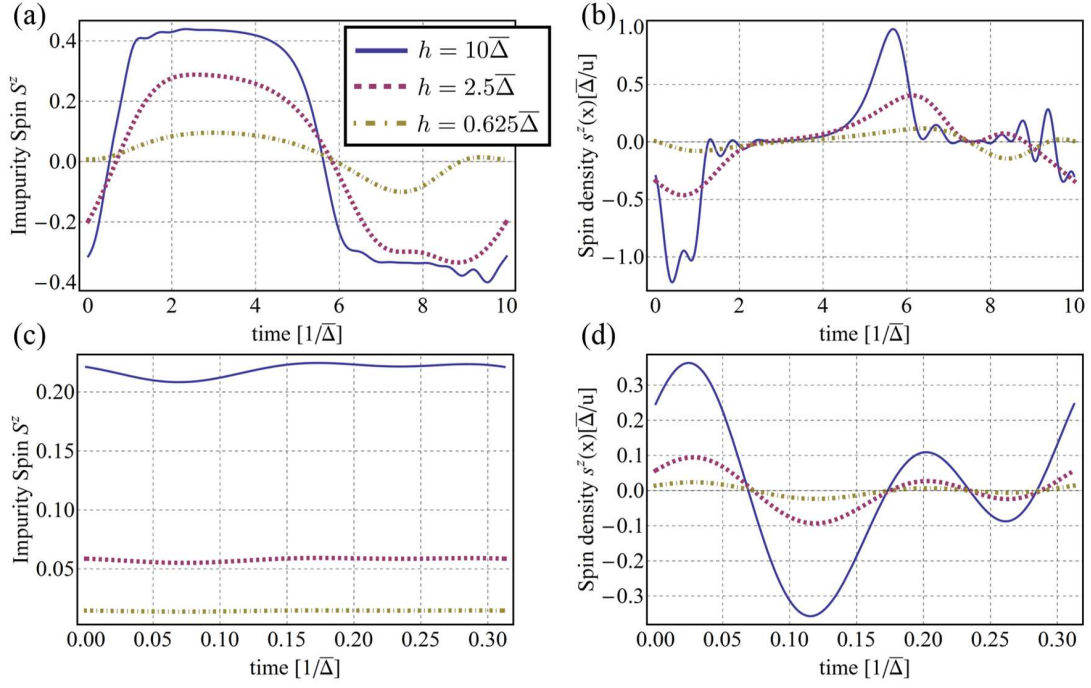 (a)
Imupurity Spin S^z
0.4
0.2
0.0
−0.2
−0.4
0 2 4 6 8 10
time [1/Δ̅]
h = 10Δ̅
h = 2.5Δ̅
h = 0.625Δ̅
(b)
Spin density s^z(x)[Δ̅/u]
1.0
0.5
0.0
−0.5
−1.0
0 2 4 6 8 10
time [1/Δ̅]
(c)
Impurity Spin S^z
0.20
0.15
0.10
0.05
0.00 0.05 0.10 0.15 0.20 0.25 0.30
time [1/Δ̅]
(d)
Spin density s^z(x)[Δ̅/u]
0.3
0.2
0.1
0.0
−0.1
−0.2
−0.3
0.00 0.05 0.10 0.15 0.20 0.25 0.30
time [1/Δ̅]